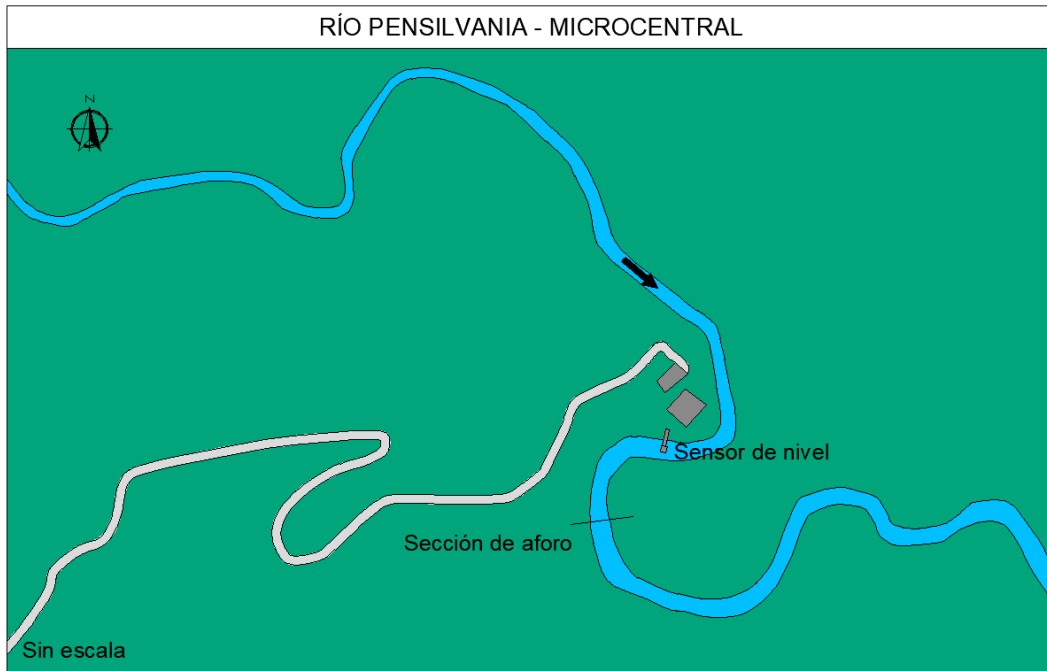 RÍO PENSILVANIA - MICROCENTRAL
N
Sensor de nivel
Sección de aforo
Sin escala